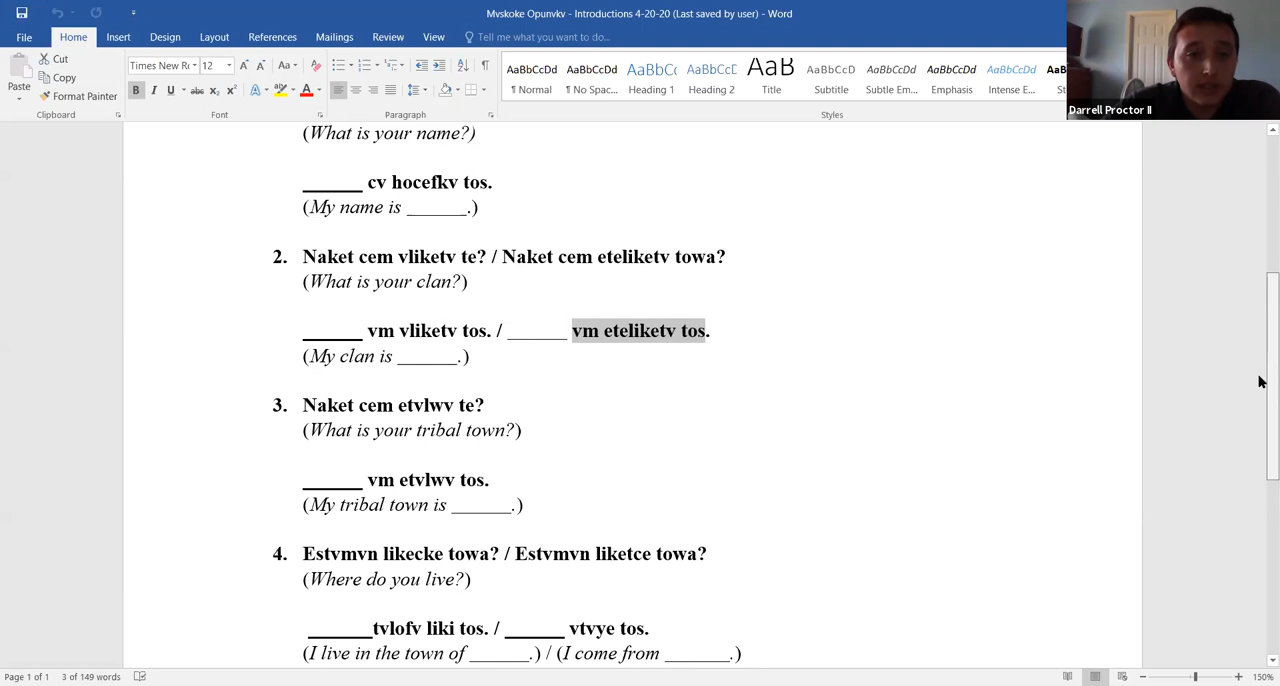 Mvskoke Opunvkv - Introductions 4-20-20 (Last saved by user) - Word
File Home Insert Design Layout References Mailings Review View Tell me what you want to do...
Paste
Cut
Copy
Format Painter
Clipboard
Times New Ro 12 Aa
B I U abc x₂ x² A A
Font
Paragraph
AaBbCcDd AaBbCcDd AaBbC( AaBbCcC AaB AaBbCcD AaBbCcDd AaBbCcDd AaBbCcDd AaBb
¶ Normal ¶ No Spac... Heading 1 Heading 2 Title Subtitle Subtle Em... Emphasis Intense E... St
Styles
Darrell Proctor II
(What is your name?)
______ cv hocefkv tos.
(My name is ______.)
2. Naket cem vliketv te? / Naket cem eteliketv towa?
(What is your clan?)
______ vm vliketv tos. / ______ vm eteliketv tos.
(My clan is ______.)
3. Naket cem etvlwv te?
(What is your tribal town?)
______ vm etvlwv tos.
(My tribal town is ______.)
4. Estvmvn likecke towa? / Estvmvn liketce towa?
(Where do you live?)
______tvlofv liki tos. / ______ vtvye tos.
(I live in the town of ______.) / (I come from ______.)
Page 1 of 1 3 of 149 words 150%